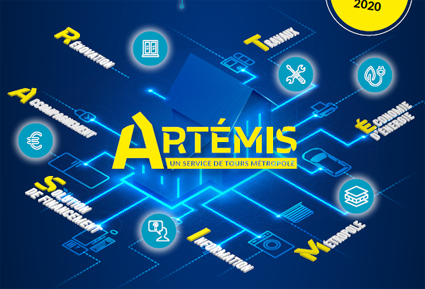 2020
RÉNOVATION
TRAVAUX
ACCOMPAGNEMENT
ÉCONOMIE
D'ÉNERGIE
ARTÉMIS
UN SERVICE DE TOURS MÉTROPOLE
SOLUTION
DE FINANCEMENT
INFORMATION
MÉTROPOLE